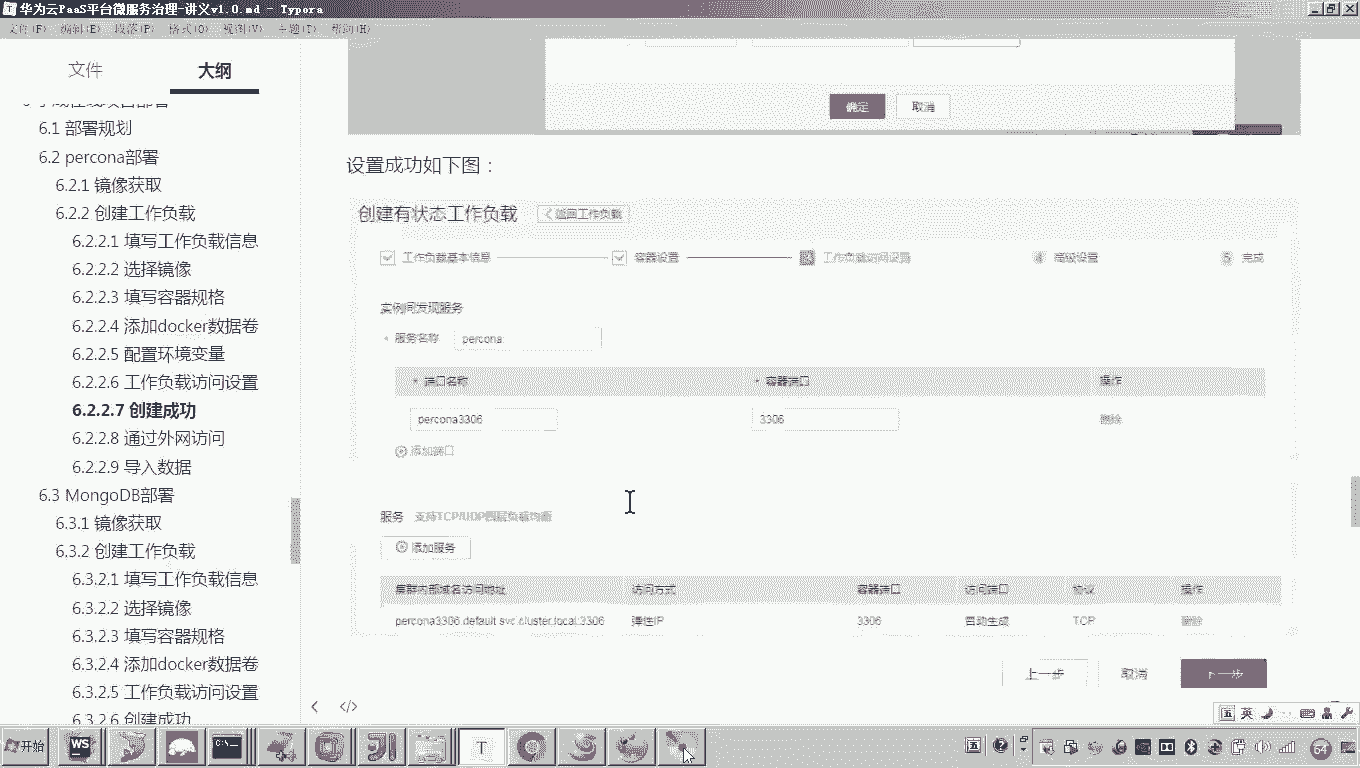 华为云PaaS平台微服务治理-讲义v1.0.md - Typora
文件(F) 编辑(E) 段落(P) 格式(O) 视图(V) 主题(T) 帮助(H)
文件 大纲
6.1 部署规划
6.2 percona部署
6.2.1 镜像获取
6.2.2 创建工作负载
6.2.2.1 填写工作负载信息
6.2.2.2 选择镜像
6.2.2.3 填写容器规格
6.2.2.4 添加docker数据卷
6.2.2.5 配置环境变量
6.2.2.6 工作负载访问设置
6.2.2.7 创建成功
6.2.2.8 通过外网访问
6.2.2.9 导入数据
6.3 MongoDB部署
6.3.1 镜像获取
6.3.2 创建工作负载
6.3.2.1 填写工作负载信息
6.3.2.2 选择镜像
6.3.2.3 填写容器规格
6.3.2.4 添加docker数据卷
6.3.2.5 工作负载访问设置
6.3.2.6 创建成功
确定 取消
设置成功如下图：
创建有状态工作负载 返回工作负载
工作负载基本信息 容器设置 工作负载访问设置 4 高级设置 5 完成
实例间发现服务
* 服务名称 percona
* 端口名称 * 容器端口 操作
percona3306 3306 删除
添加端口
服务 支持TCP/UDP四层负载均衡
添加服务
集群内部域名访问地址 访问方式 容器端口 访问端口 协议 操作
percona3306.default.svc.cluster.local:3306 弹性IP 3306 自动生成 TCP 删除
上一步 取消 下一步
五 英
开始 WS T 五 64